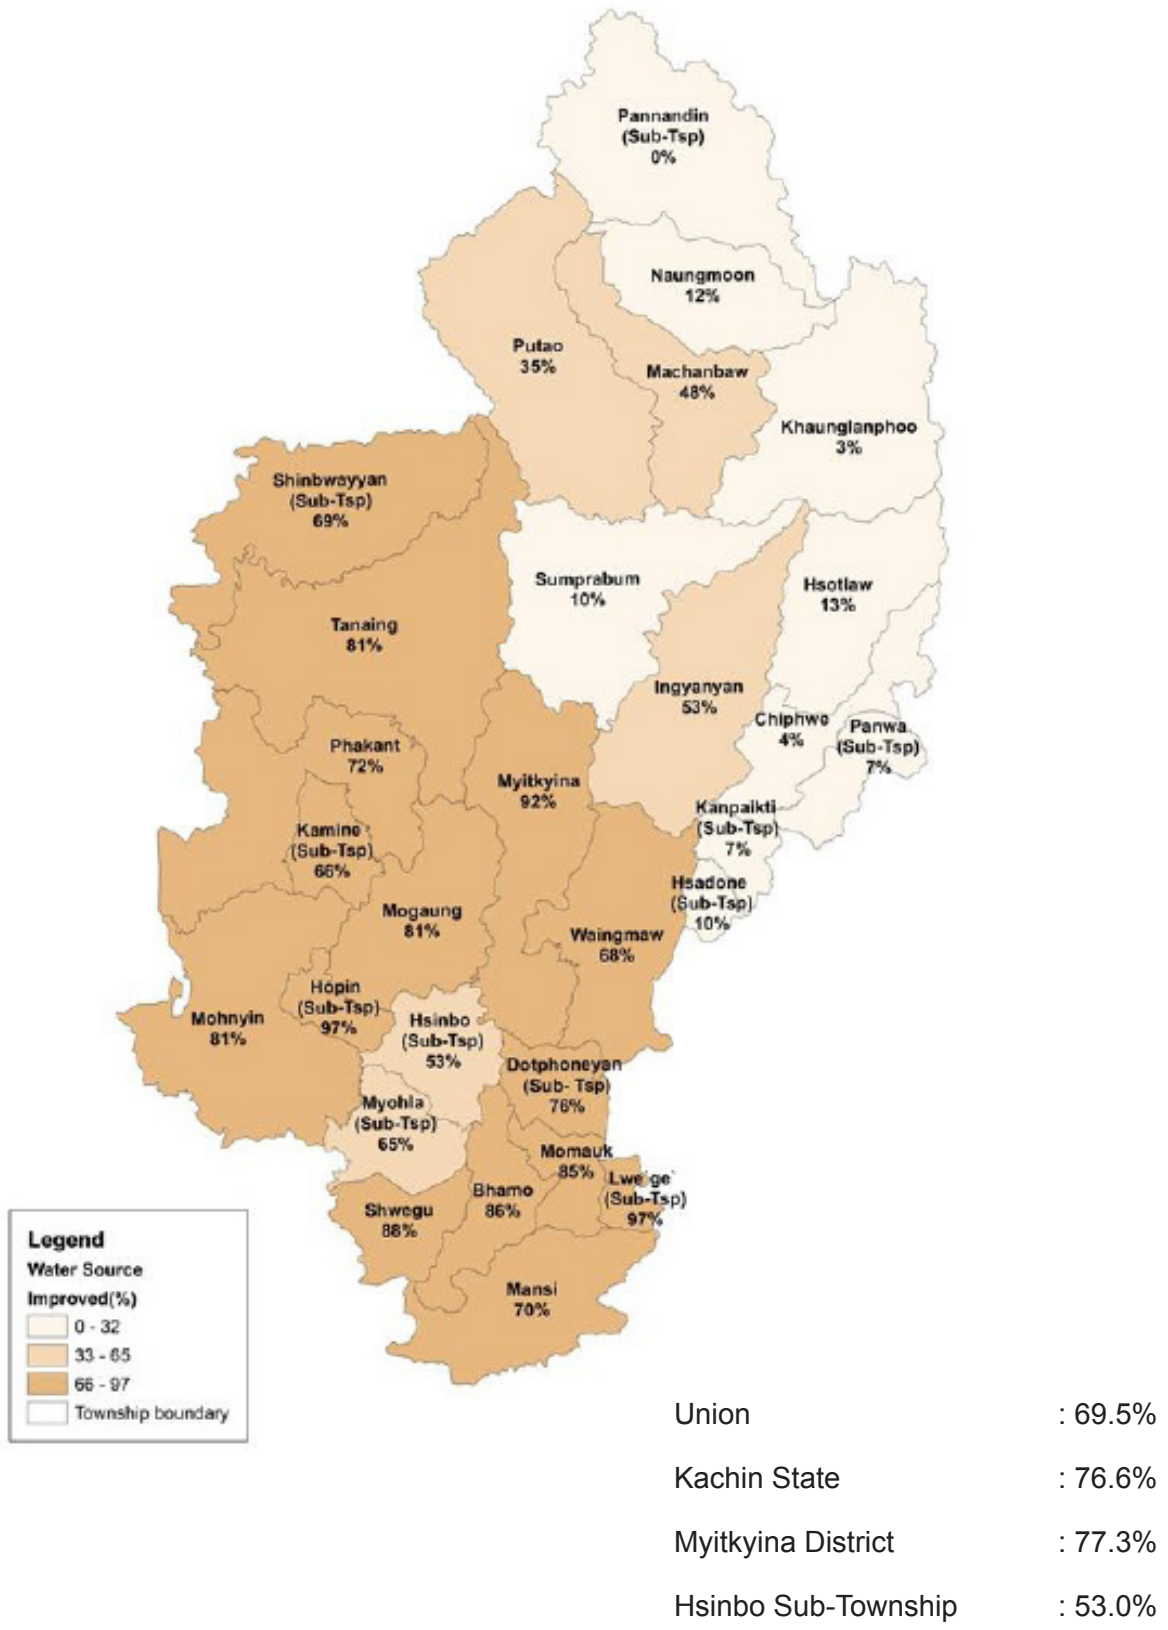 Pannandin
(Sub-Tsp)
0%
Naungmoon
12%
Putao
35%
Machanbaw
48%
Khaunglanphoo
3%
Shinbwayyan
(Sub-Tsp)
69%
Sumprabum
10%
Hsotlaw
13%
Tanaing
81%
Ingyanyan
53%
Chiphwe
4%
Panwa
(Sub-Tsp)
7%
Phakant
72%
Myitkyina
92%
Kanpaikti
(Sub-Tsp)
7%
Kamine
(Sub-Tsp)
66%
Hsadone
(Sub-Tsp)
10%
Mogaung
81%
Waingmaw
68%
Hopin
(Sub-Tsp)
97%
Mohnyin
81%
Hsinbo
(Sub-Tsp)
53%
Dotphoneyan
(Sub- Tsp)
76%
Myohla
(Sub-Tsp)
65%
Momauk
85%
Lwe'ge'
(Sub-Tsp)
97%
Bhamo
86%
Shwegu
88%
Mansi
70%
Legend
Water Source
Improved(%)
0 - 32
33 - 65
66 - 97
Township boundary
Union : 69.5%
Kachin State : 76.6%
Myitkyina District : 77.3%
Hsinbo Sub-Township : 53.0%